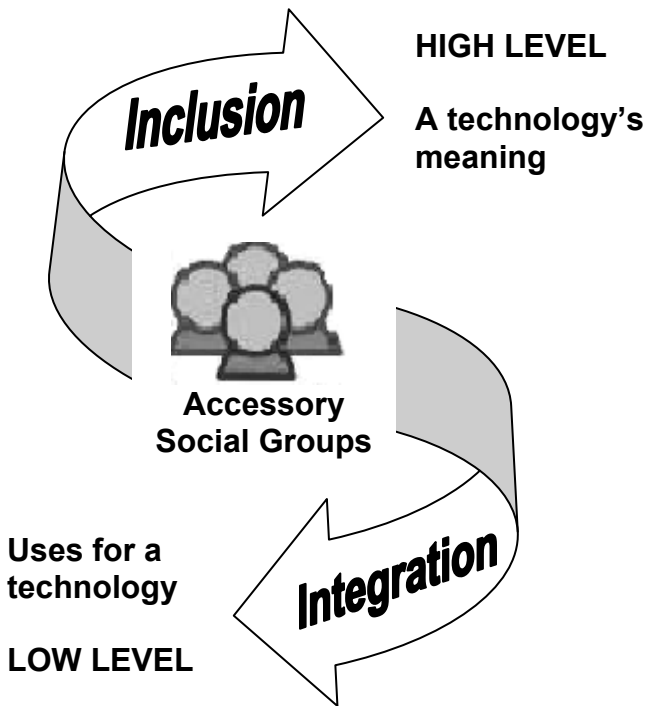 HIGH LEVEL
Inclusion
A technology’s
meaning
Accessory
Social Groups
Uses for a
technology
Integration
LOW LEVEL